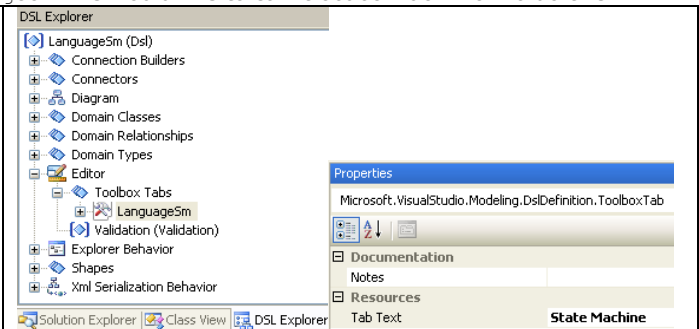 DSL Explorer
LanguageSm (Dsl)
Connection Builders
Connectors
Diagram
Domain Classes
Domain Relationships
Domain Types
Editor
Toolbox Tabs
LanguageSm
Validation (Validation)
Explorer Behavior
Shapes
Xml Serialization Behavior
Solution Explorer Class View DSL Explorer
Properties
Microsoft.VisualStudio.Modeling.DslDefinition.ToolboxTab
Documentation
Notes
Resources
Tab Text State Machine